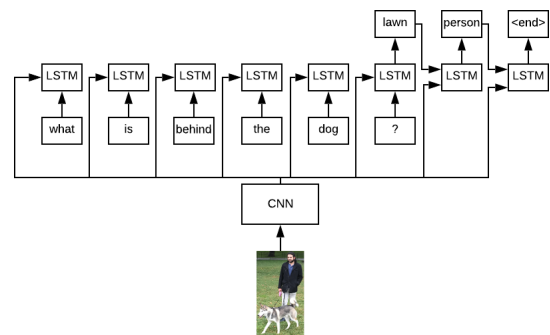 lawn person <end>
LSTM LSTM LSTM LSTM LSTM LSTM LSTM LSTM
what is behind the dog ?
CNN